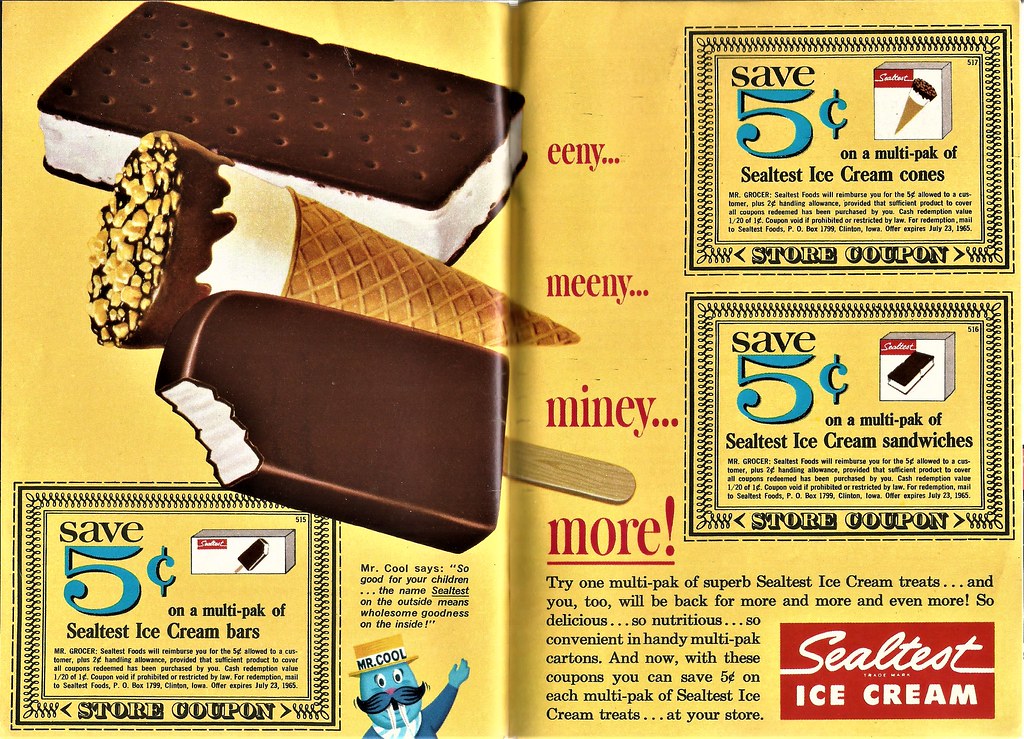 eeny...
meeny...
miney...
more!
Try one multi-pak of superb Sealtest Ice Cream treats...and
you, too, will be back for more and more and even more! So
delicious...so nutritious...so
convenient in handy multi-pak
cartons. And now, with these
coupons you can save 5¢ on
each multi-pak of Sealtest Ice
Cream treats...at your store.
Sealtest
TRADE MARK
ICE CREAM
517
save
5¢
Sealtest
on a multi-pak of
Sealtest Ice Cream cones
MR. GROCER: Sealtest Foods will reimburse you for the 5¢ allowed to a cus-
tomer, plus 2¢ handling allowance, provided that sufficient product to cover
all coupons redeemed has been purchased by you. Cash redemption value
1/20 of 1¢. Coupon void if prohibited or restricted by law. For redemption, mail
to Sealtest Foods, P. O. Box 1799, Clinton, Iowa. Offer expires July 23, 1965.
STORE COUPON
516
save
5¢
Sealtest
on a multi-pak of
Sealtest Ice Cream sandwiches
MR. GROCER: Sealtest Foods will reimburse you for the 5¢ allowed to a cus-
tomer, plus 2¢ handling allowance, provided that sufficient product to cover
all coupons redeemed has been purchased by you. Cash redemption value
1/20 of 1¢. Coupon void if prohibited or restricted by law. For redemption, mail
to Sealtest Foods, P. O. Box 1799, Clinton, Iowa. Offer expires July 23, 1965.
STORE COUPON
515
save
5¢
Sealtest
on a multi-pak of
Sealtest Ice Cream bars
MR. GROCER: Sealtest Foods will reimburse you for the 5¢ allowed to a cus-
tomer, plus 2¢ handling allowance, provided that sufficient product to cover
all coupons redeemed has been purchased by you. Cash redemption value
1/20 of 1¢. Coupon void if prohibited or restricted by law. For redemption, mail
to Sealtest Foods, P. O. Box 1799, Clinton, Iowa. Offer expires July 23, 1965.
STORE COUPON
Mr. Cool says: "So
good for your children
...the name Sealtest
on the outside means
wholesome goodness
on the inside!"
MR. COOL